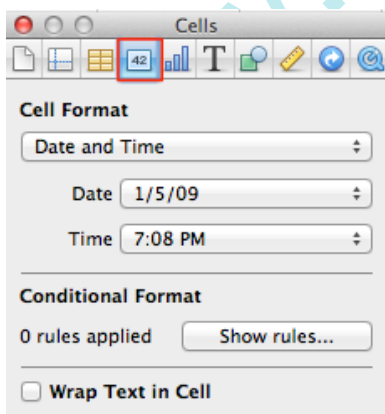 Cells
42
T
Cell Format
Date and Time
Date 1/5/09
Time 7:08 PM
Conditional Format
0 rules applied Show rules...
Wrap Text in Cell